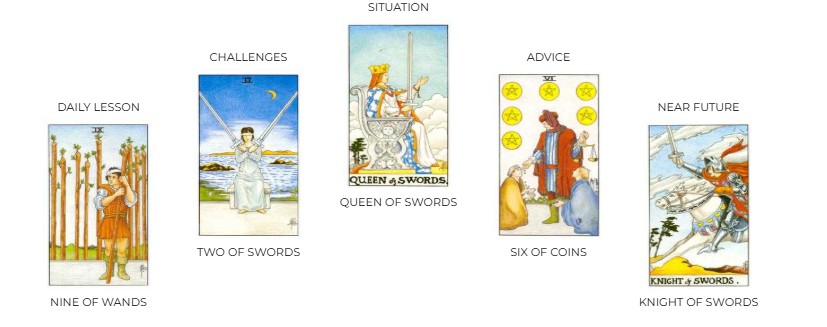 SITUATION
CHALLENGES
ADVICE
DAILY LESSON
NEAR FUTURE
IX
II
QUEEN of SWORDS.
VI
KNIGHT of SWORDS.
QUEEN OF SWORDS
TWO OF SWORDS
SIX OF COINS
NINE OF WANDS
KNIGHT OF SWORDS